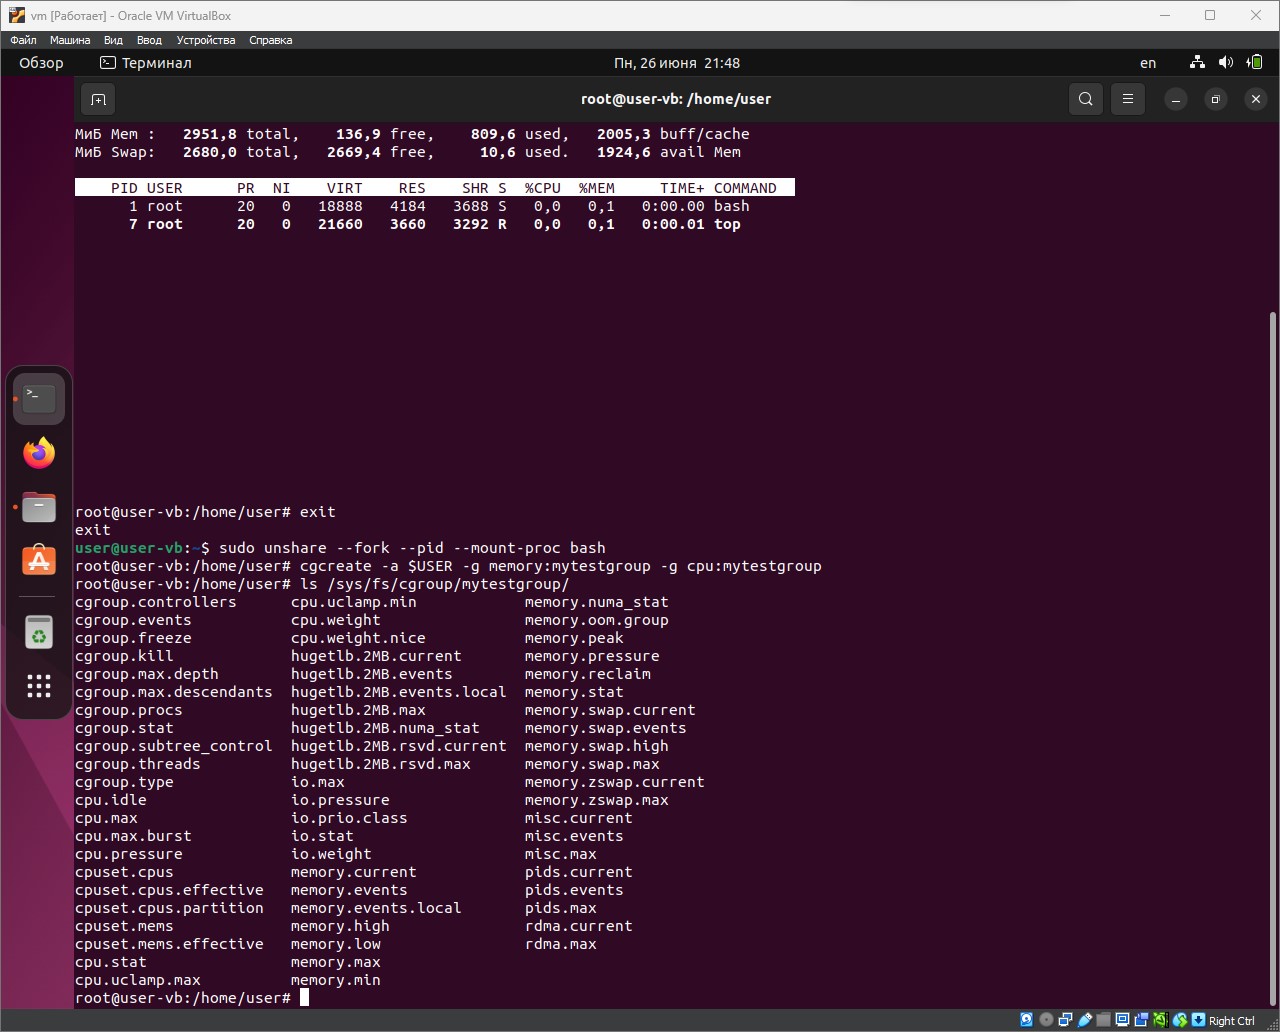 vm [Работает] - Oracle VM VirtualBox
Файл Машина Вид Ввод Устройства Справка
Обзор Терминал Пн, 26 июня 21:48 en
root@user-vb: /home/user
МиБ Mem : 2951,8 total, 136,9 free, 809,6 used, 2005,3 buff/cache
МиБ Swap: 2680,0 total, 2669,4 free, 10,6 used. 1924,6 avail Mem
PID USER PR NI VIRT RES SHR S %CPU %MEM TIME+ COMMAND
1 root 20 0 18888 4184 3688 S 0,0 0,1 0:00.00 bash
7 root 20 0 21660 3660 3292 R 0,0 0,1 0:00.01 top
root@user-vb:/home/user# exit
exit
user@user-vb:~$ sudo unshare --fork --pid --mount-proc bash
root@user-vb:/home/user# cgcreate -a $USER -g memory:mytestgroup -g cpu:mytestgroup
root@user-vb:/home/user# ls /sys/fs/cgroup/mytestgroup/
cgroup.controllers cpu.uclamp.min memory.numa_stat
cgroup.events cpu.weight memory.oom.group
cgroup.freeze cpu.weight.nice memory.peak
cgroup.kill hugetlb.2MB.current memory.pressure
cgroup.max.depth hugetlb.2MB.events memory.reclaim
cgroup.max.descendants hugetlb.2MB.events.local memory.stat
cgroup.procs hugetlb.2MB.max memory.swap.current
cgroup.stat hugetlb.2MB.numa_stat memory.swap.events
cgroup.subtree_control hugetlb.2MB.rsvd.current memory.swap.high
cgroup.threads hugetlb.2MB.rsvd.max memory.swap.max
cgroup.type io.max memory.zswap.current
cpu.idle io.pressure memory.zswap.max
cpu.max io.prio.class misc.current
cpu.max.burst io.stat misc.events
cpu.pressure io.weight misc.max
cpuset.cpus memory.current pids.current
cpuset.cpus.effective memory.events pids.events
cpuset.cpus.partition memory.events.local pids.max
cpuset.mems memory.high rdma.current
cpuset.mems.effective memory.low rdma.max
cpu.stat memory.max
cpu.uclamp.max memory.min
root@user-vb:/home/user#
Right Ctrl